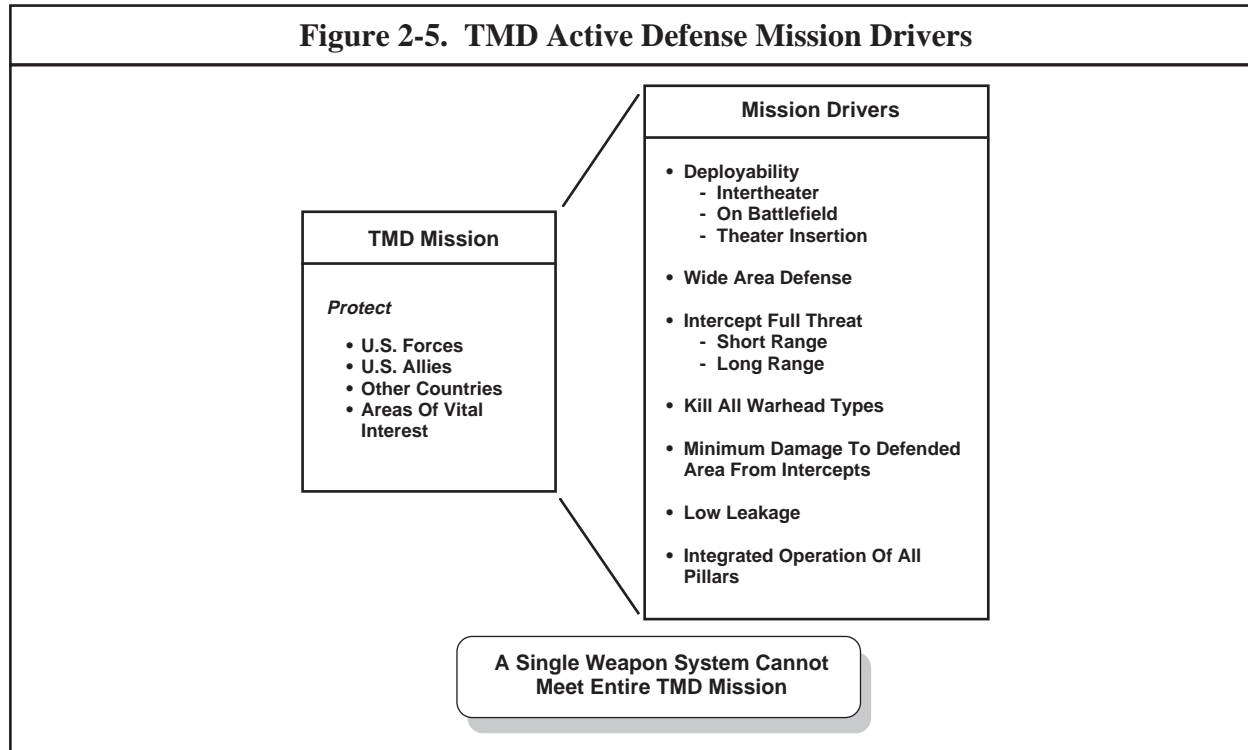 Figure 2-5.  TMD Active Defense Mission Drivers
TMD Mission
Protect
• U.S. Forces
• U.S. Allies
• Other Countries
• Areas Of Vital
Interest
Mission Drivers
• Deployability
- Intertheater
- On Battlefield
- Theater Insertion
• Wide Area Defense
• Intercept Full Threat
- Short Range
- Long Range
• Kill All Warhead Types
• Minimum Damage To Defended
Area From Intercepts
• Low Leakage
• Integrated Operation Of All
Pillars
A Single Weapon System Cannot
Meet Entire TMD Mission